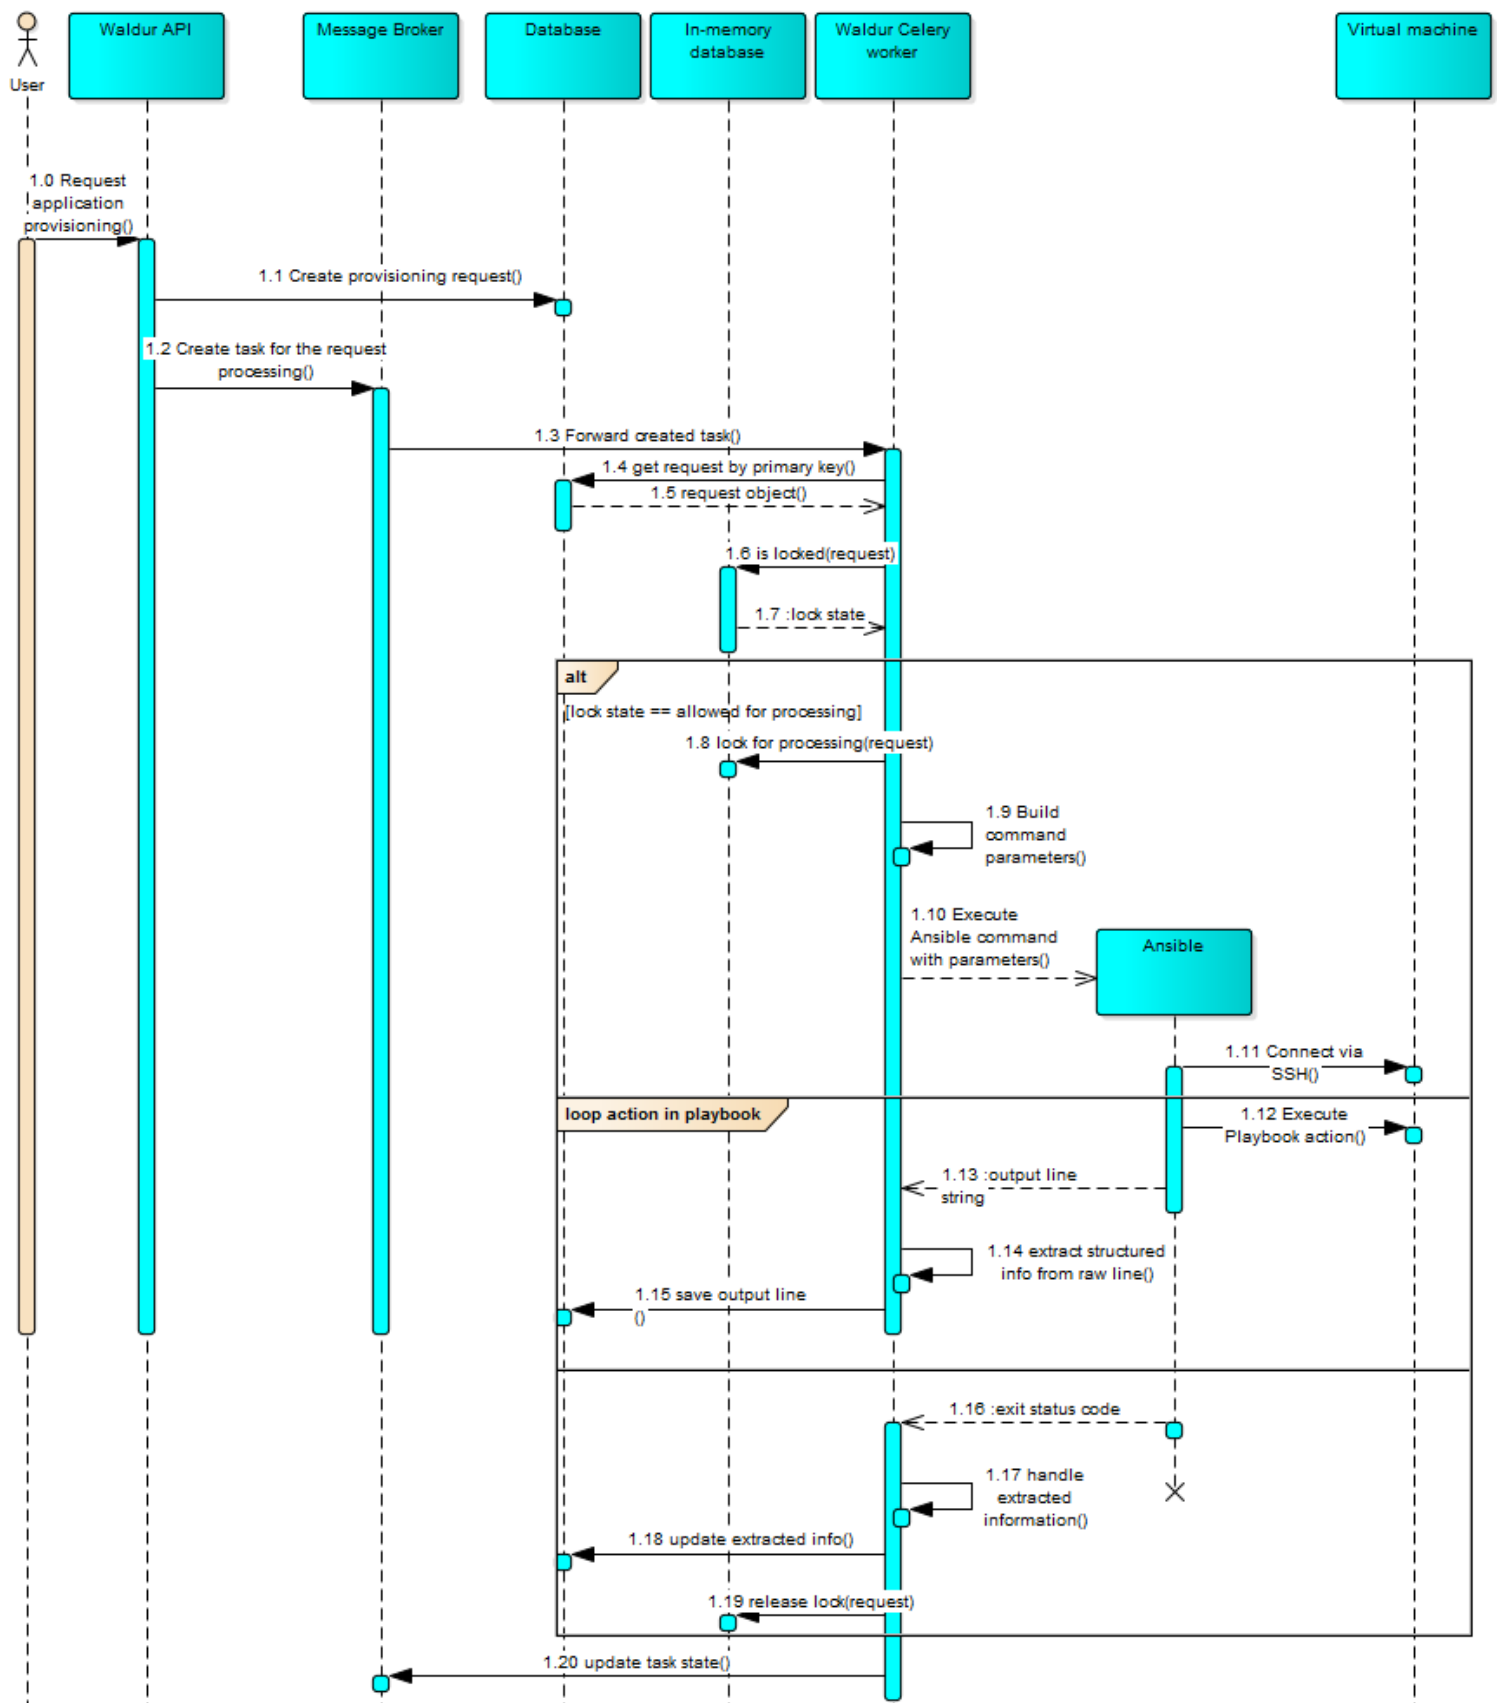 User
Waldur API
Message Broker
Database
In-memory
database
Waldur Celery
worker
Virtual machine
1.0 Request
application
provisioning()
1.1 Create provisioning request()
1.2 Create task for the request
processing()
1.3 Forward created task()
1.4 get request by primary key()
1.5 request object()
1.6 is locked(request)
1.7 :lock state
alt
[lock state == allowed for processing]
1.8 lock for processing(request)
1.9 Build
command
parameters()
1.10 Execute
Ansible command
with parameters()
Ansible
1.11 Connect via
SSH()
loop action in playbook
1.12 Execute
Playbook action()
1.13 :output line
string
1.14 extract structured
info from raw line()
1.15 save output line
()
1.16 :exit status code
1.17 handle
extracted
information()
1.18 update extracted info()
1.19 release lock(request)
1.20 update task state()